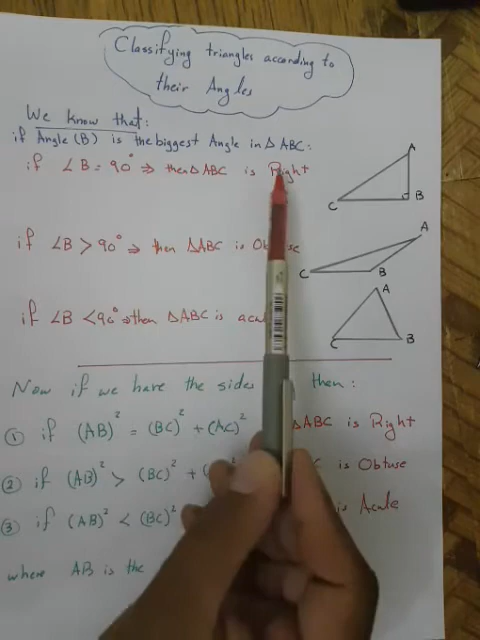 Classifying triangles according to
their Angles
We know that:
if Angle (B) is the biggest Angle in Δ ABC:
if ∠B = 90° ⇒ then Δ ABC is Right
if ∠B > 90° ⇒ then ΔABC is
if ∠B < 90° ⇒ then ΔABC is
A
C
B
A
C
B
A
C
B
Now if we have the sides then:
① if (AB)² = (BC)² + (AC)² ΔABC is Right
② if (AB)² > (BC)² + is Obtuse
③ if (AB)² < (BC)² is Acute
where AB is the